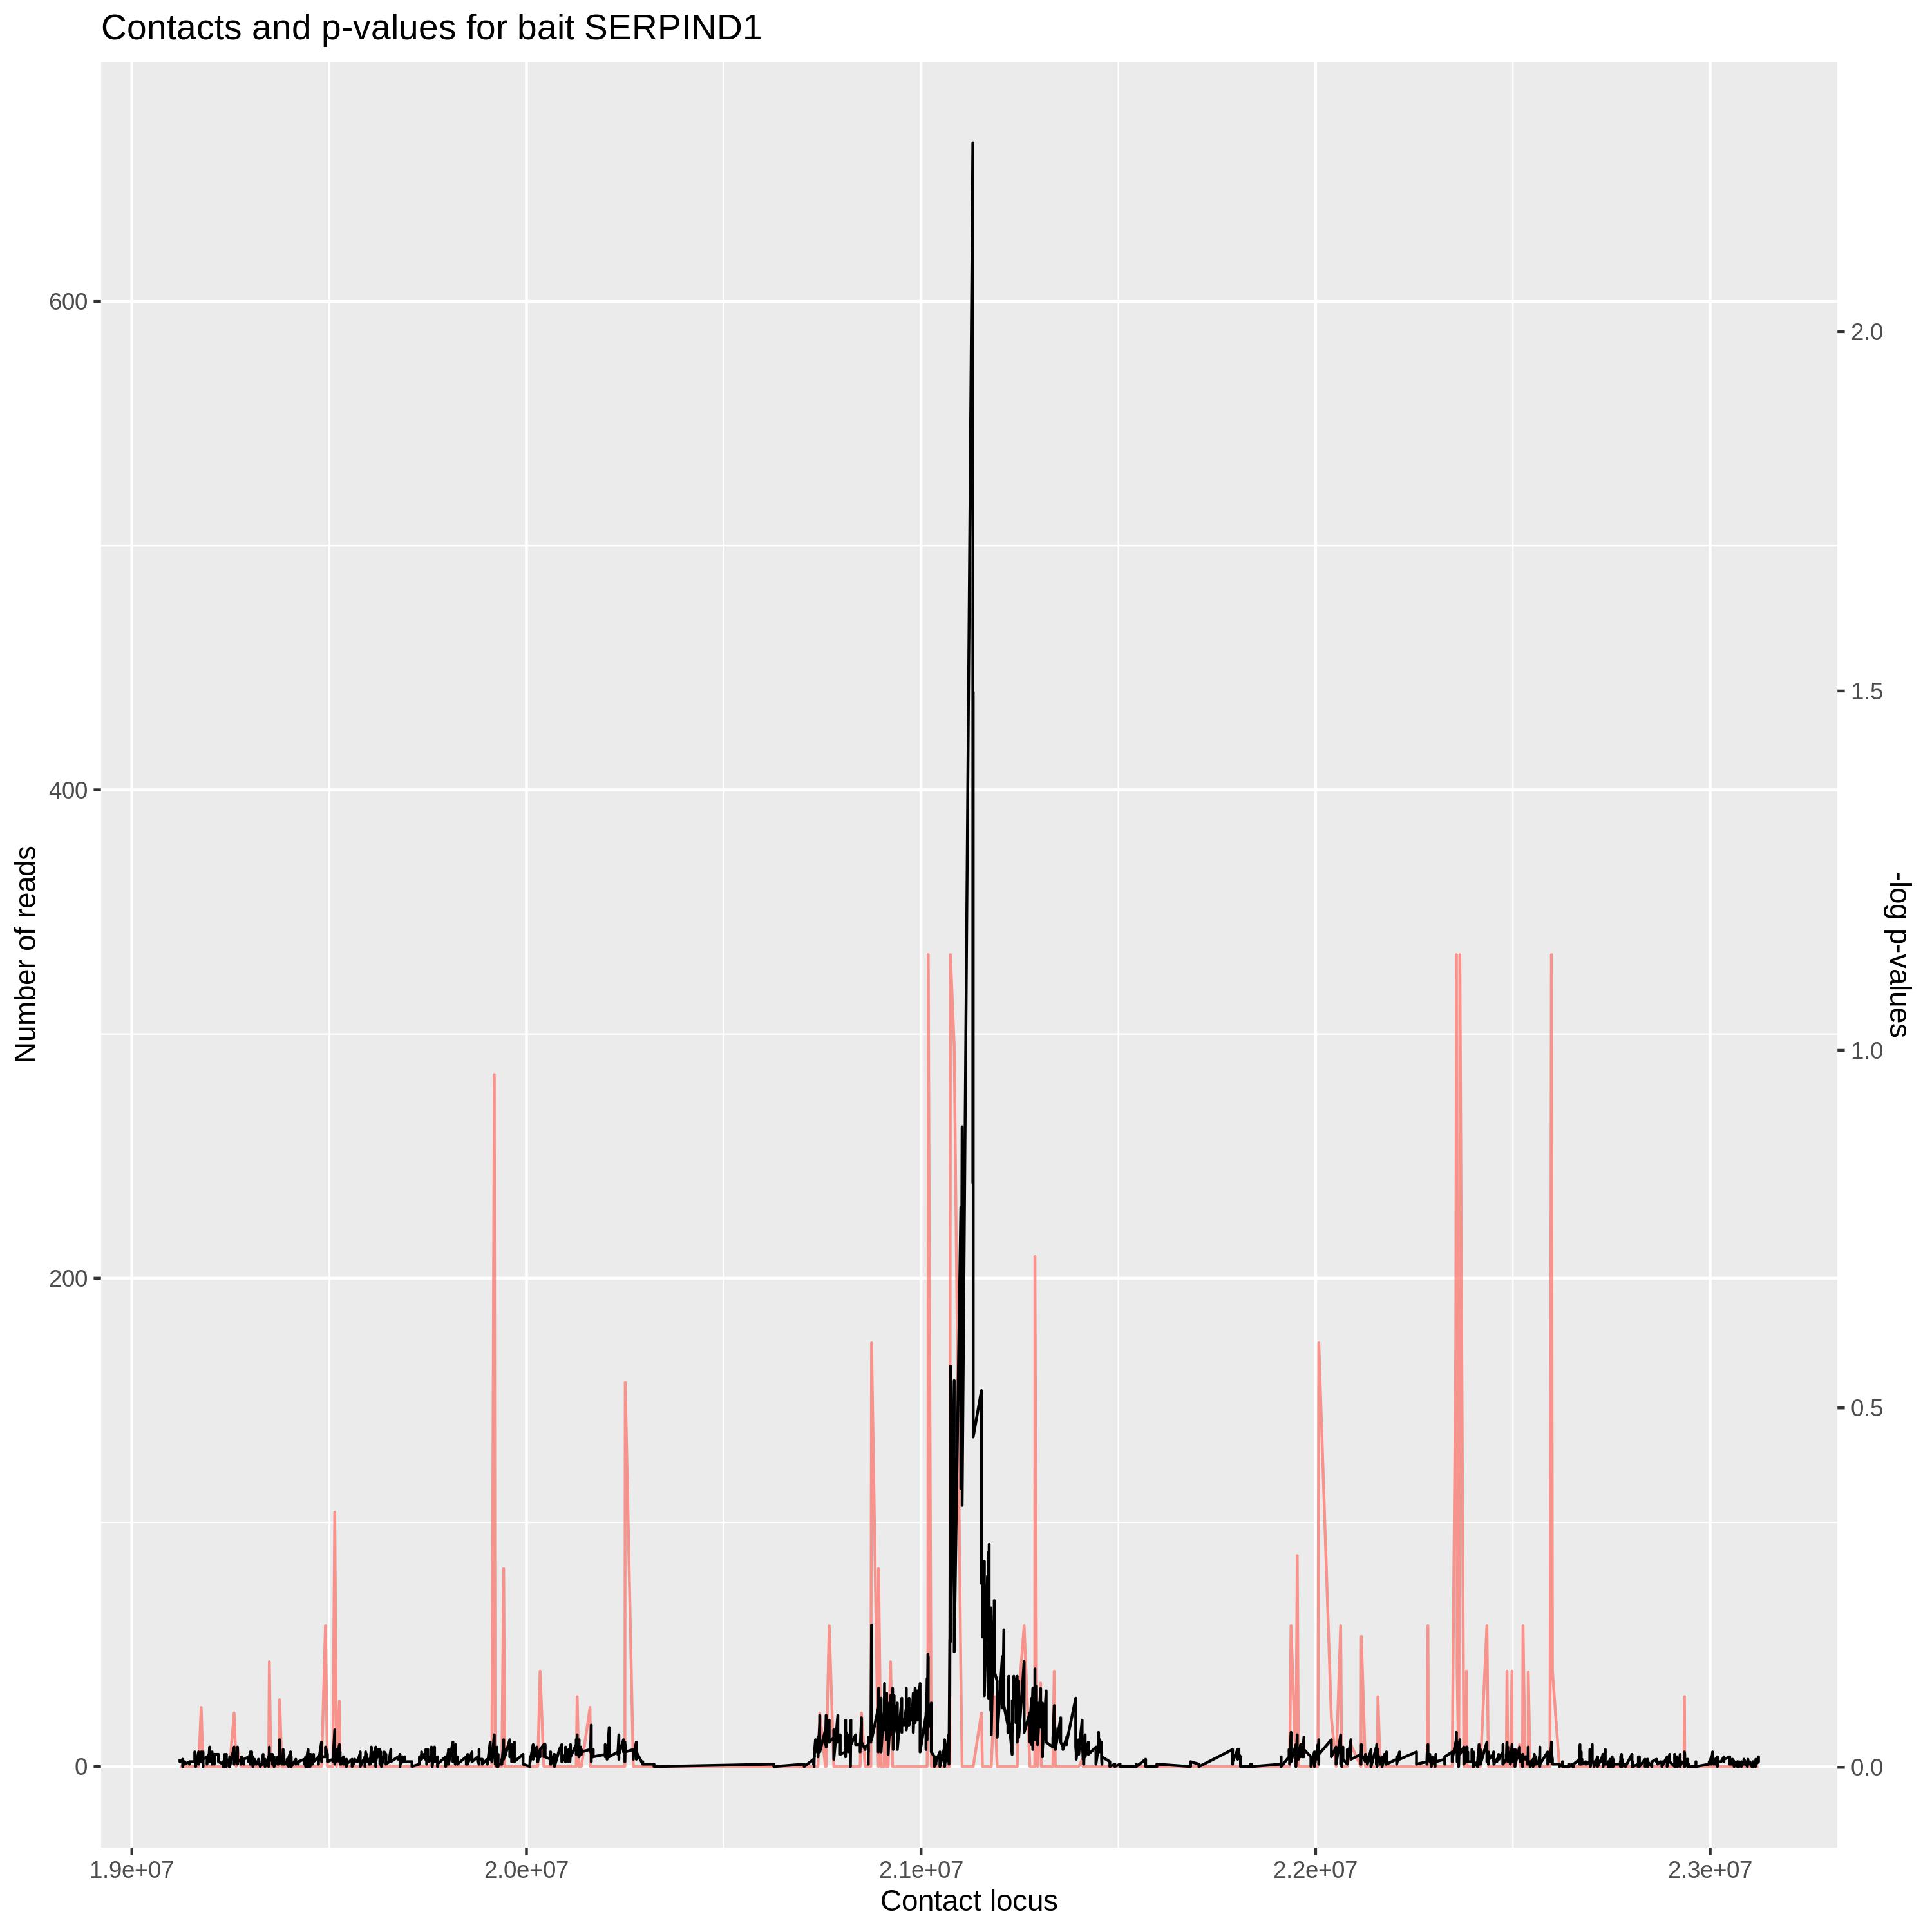 Contacts and p-values for bait SERPIND1
600
400
200
0
Number of reads
2.0
1.5
1.0
0.5
0.0
-log p-values
1.9e+07
2.0e+07
2.1e+07
2.2e+07
2.3e+07
Contact locus